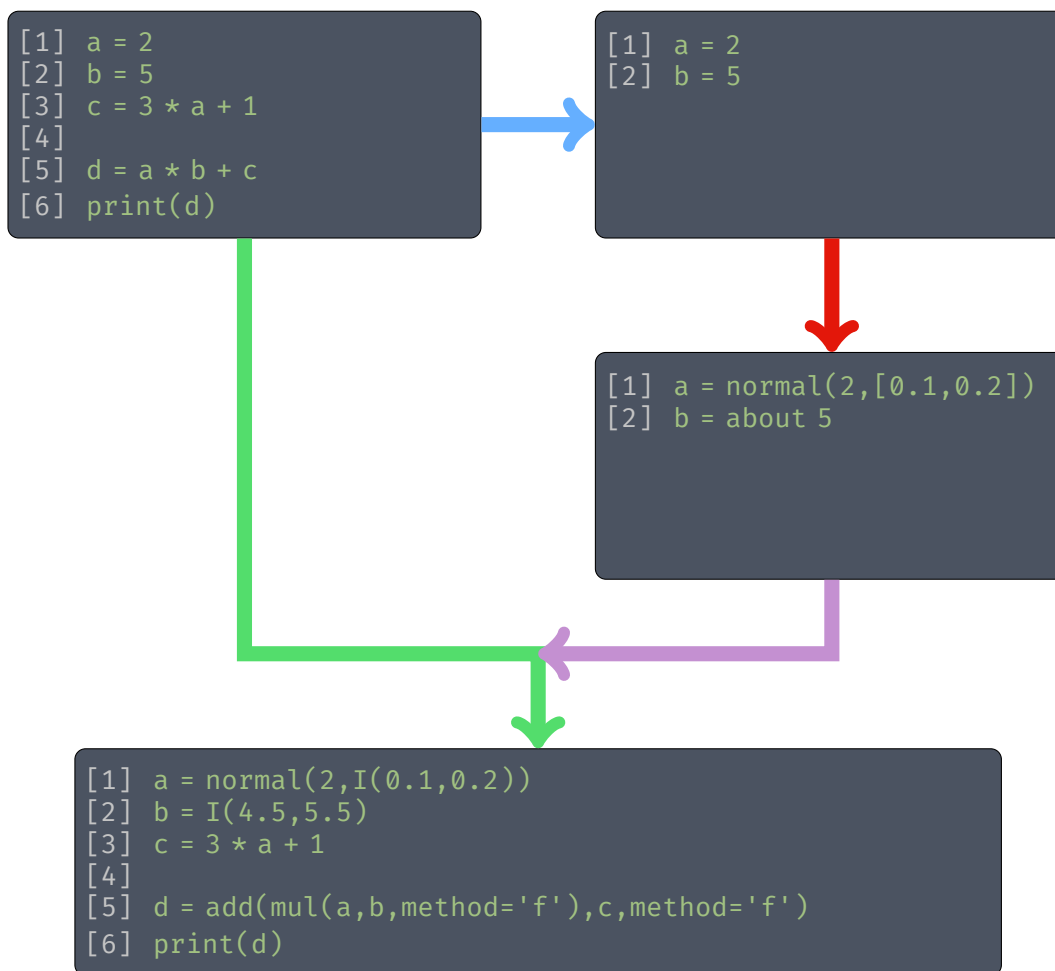 [1] a = 2
[2] b = 5
[3] c = 3 * a + 1
[4]
[5] d = a * b + c
[6] print(d)
[1] a = 2
[2] b = 5
[1] a = normal(2,[0.1,0.2])
[2] b = about 5
[1] a = normal(2,I(0.1,0.2))
[2] b = I(4.5,5.5)
[3] c = 3 * a + 1
[4]
[5] d = add(mul(a,b,method='f'),c,method='f')
[6] print(d)